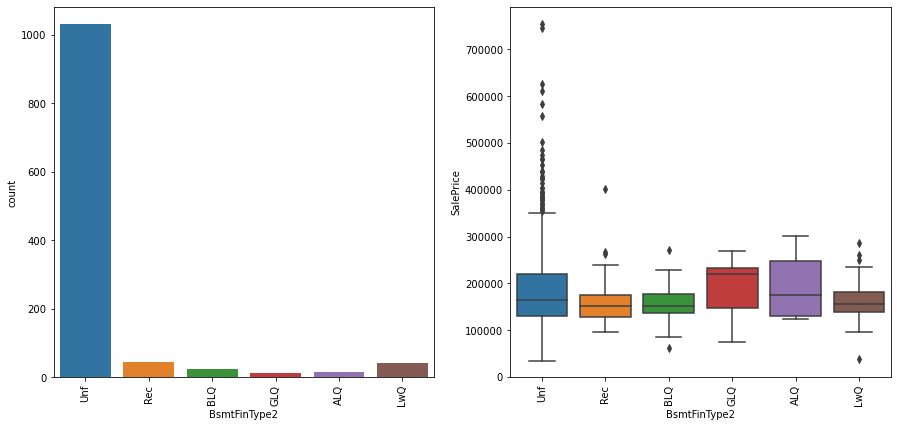 1000
800
600
400
200
0
count
Unf
Rec
BLQ
GLQ
ALQ
LwQ
BsmtFinType2
700000
600000
500000
400000
300000
200000
100000
0
SalePrice
Unf
Rec
BLQ
GLQ
ALQ
LwQ
BsmtFinType2